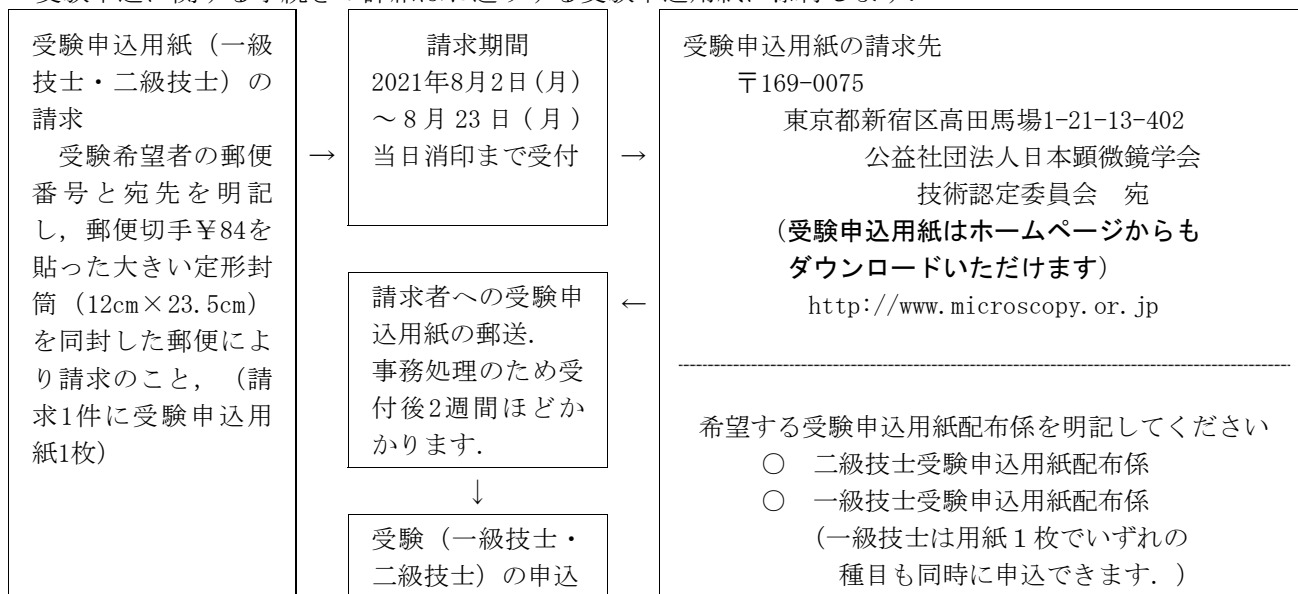 受験申込用紙（一級
技士・二級技士）の
請求
受験希望者の郵便
番号と宛先を明記
し，郵便切手￥84を
貼った大きい定形封
筒（12cm×23.5cm）
を同封した郵便によ
り請求のこと，（請
求1件に受験申込用
紙1枚）
→
請求期間
2021年8月2日(月)
～8月23日(月)
当日消印まで受付
→
受験申込用紙の請求先
〒169-0075
東京都新宿区高田馬場1-21-13-402
公益社団法人日本顕微鏡学会
技術認定委員会　宛
（受験申込用紙はホームページからも
ダウンロードいただけます）
http://www.microscopy.or.jp
希望する受験申込用紙配布係を明記してください
○　二級技士受験申込用紙配布係
○　一級技士受験申込用紙配布係
（一級技士は用紙１枚でいずれの
種目も同時に申込できます．）
←
請求者への受験申
込用紙の郵送．
事務処理のため受
付後2週間ほどか
かります．
↓
受験（一級技士・
二級技士）の申込